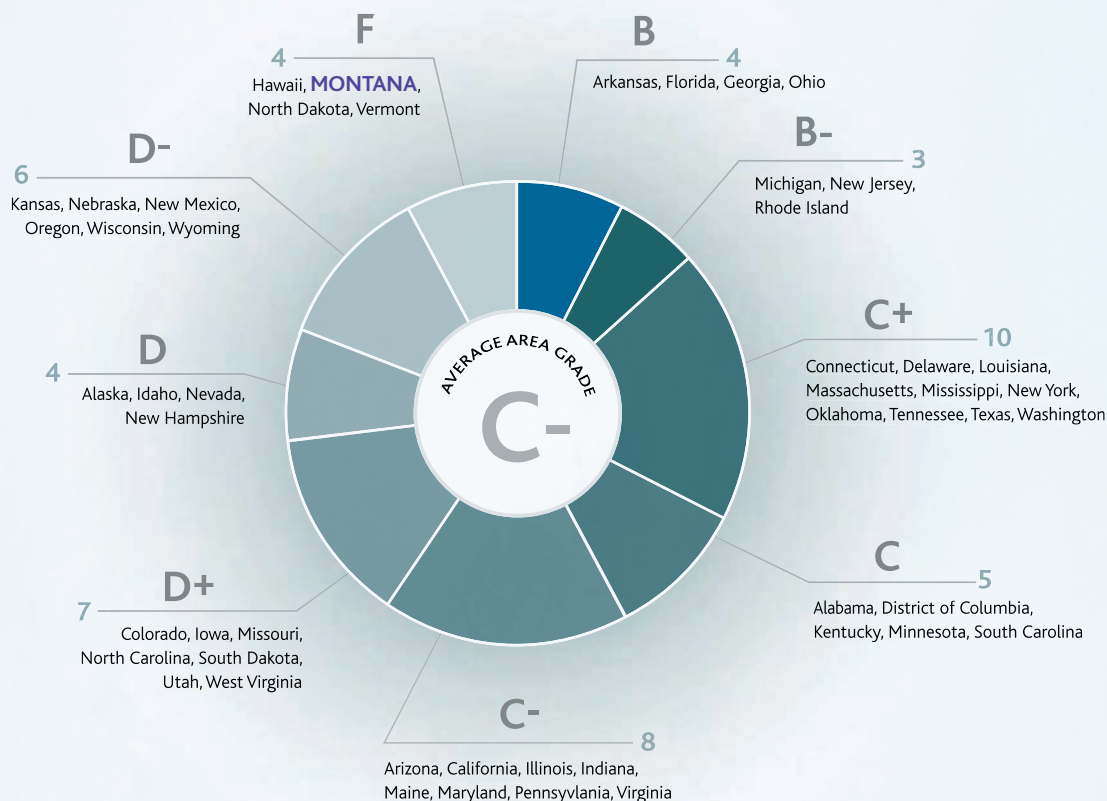 F
4
Hawaii, MONTANA,
North Dakota, Vermont
B
4
Arkansas, Florida, Georgia, Ohio
B-
3
Michigan, New Jersey,
Rhode Island
C+
10
Connecticut, Delaware, Louisiana,
Massachusetts, Mississippi, New York,
Oklahoma, Tennessee, Texas, Washington
C
5
Alabama, District of Columbia,
Kentucky, Minnesota, South Carolina
C-
8
Arizona, California, Illinois, Indiana,
Maine, Maryland, Pennsyvlania, Virginia
D+
7
Colorado, Iowa, Missouri,
North Carolina, South Dakota,
Utah, West Virginia
D
4
Alaska, Idaho, Nevada,
New Hampshire
D-
6
Kansas, Nebraska, New Mexico,
Oregon, Wisconsin, Wyoming
AVERAGE AREA GRADE
C-